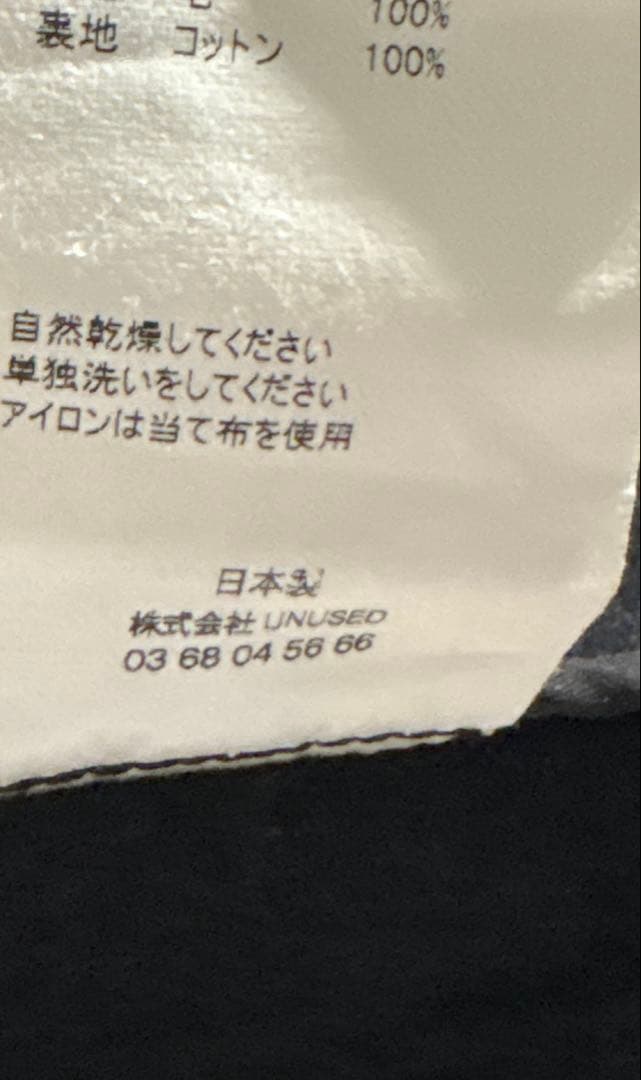 100%
裏地 コットン 100%
自然乾燥してください
単独洗いをしてください
アイロンは当て布を使用
日本製
株式会社 UNUSED
03 68 04 56 66